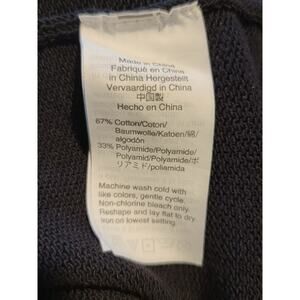 Made in China
Fabriqué en China
in China Hergestellt
Vervaardigd in China
中国製
Hecho en China
67% Cotton/Coton/
Baumwolle/Katoen/綿/
algodón
33% Polyamide/Polyamide/
Polyamid/Polyamide/ポ
リアミド/poliamida
Machine wash cold with
like colors, gentle cycle.
Non-chlorine bleach only.
Reshape and lay flat to dry.
Iron on lowest setting.